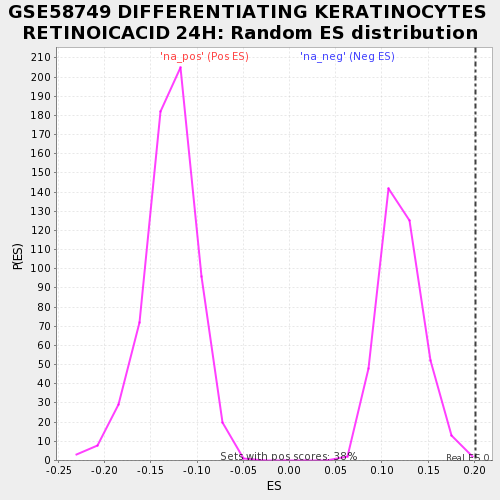 GSE58749 DIFFERENTIATING KERATINOCYTES
RETINOICACID 24H: Random ES distribution
'na_pos' (Pos ES) 'na_neg' (Neg ES)
210
200
190
180
170
160
150
140
130
120
110
100
90
80
70
60
50
40
30
20
10
0
P(ES)
Sets with pos scores: 38%
Real ES 0
-0.25 -0.20 -0.15 -0.10 -0.05 0.00 0.05 0.10 0.15 0.20
ES